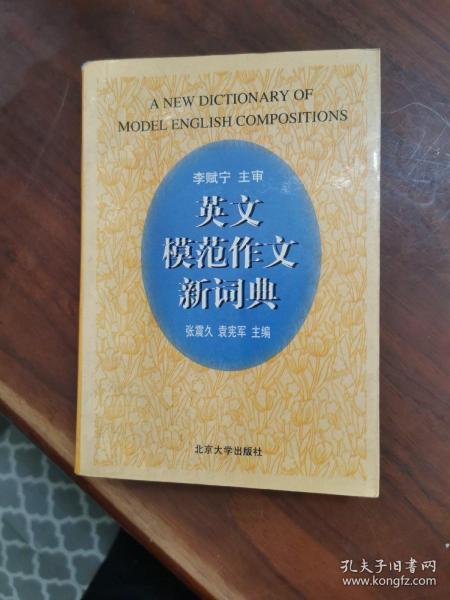 A NEW DICTIONARY OF
MODEL ENGLISH COMPOSITIONS
李赋宁 主审
英文
模范作文
新词典
张震久 袁宪军 主编
北京大学出版社
孔夫子旧书网
www.kongfz.com